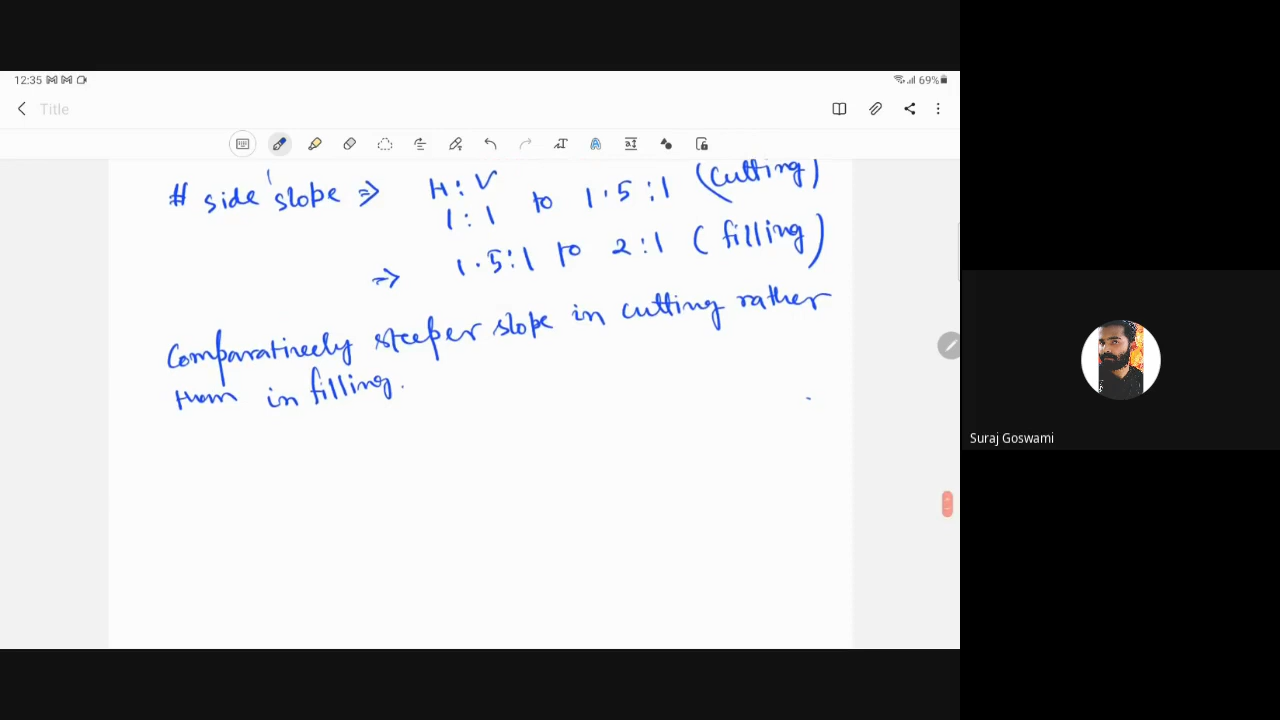 12:35
69%
Title
# side slope ⇒ H:V
1:1 to 1.5:1 (cutting)
⇒ 1.5:1 to 2:1 (filling)
Comparatively steeper slope in cutting rather
than in filling.
Suraj Goswami